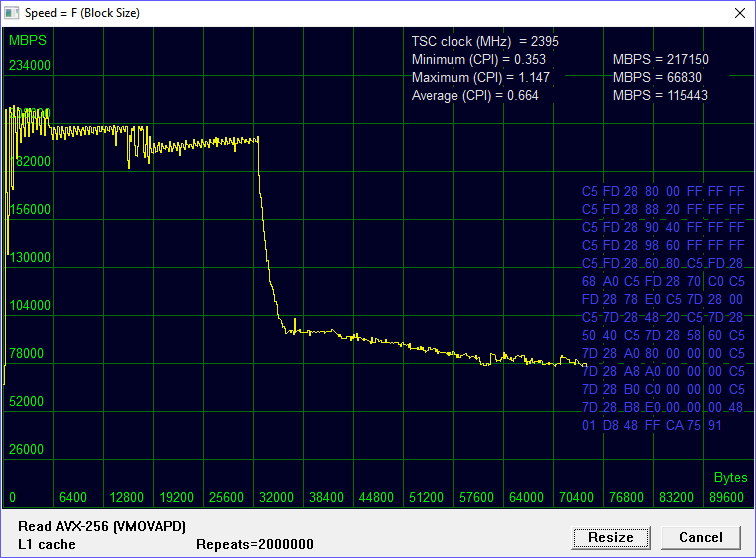 Speed = F (Block Size)
MBPS
TSC clock (MHz) = 2395
Minimum (CPI) = 0.353 MBPS = 217150
Maximum (CPI) = 1.147 MBPS = 66830
Average (CPI) = 0.664 MBPS = 115443
234000
182000
156000
130000
104000
78000
52000
26000
C5 FD 28 80 00 FF FF FF
C5 FD 28 88 20 FF FF FF
C5 FD 28 90 40 FF FF FF
C5 FD 28 98 60 FF FF FF
C5 FD 28 60 80 C5 FD 28
68 A0 C5 FD 28 70 C0 C5
FD 28 78 E0 C5 7D 28 00
C5 7D 28 48 20 C5 7D 28
50 40 C5 7D 28 58 60 C5
7D 28 A0 80 00 00 00 C5
7D 28 A8 A0 00 00 00 C5
7D 28 B0 C0 00 00 00 C5
7D 28 B8 E0 00 00 00 48
01 D8 48 FF CA 75 91
Bytes
0 6400 12800 19200 25600 32000 38400 44800 51200 57600 64000 70400 76800 83200 89600
Read AVX-256 (VMOVAPD)
L1 cache Repeats=2000000
Resize Cancel